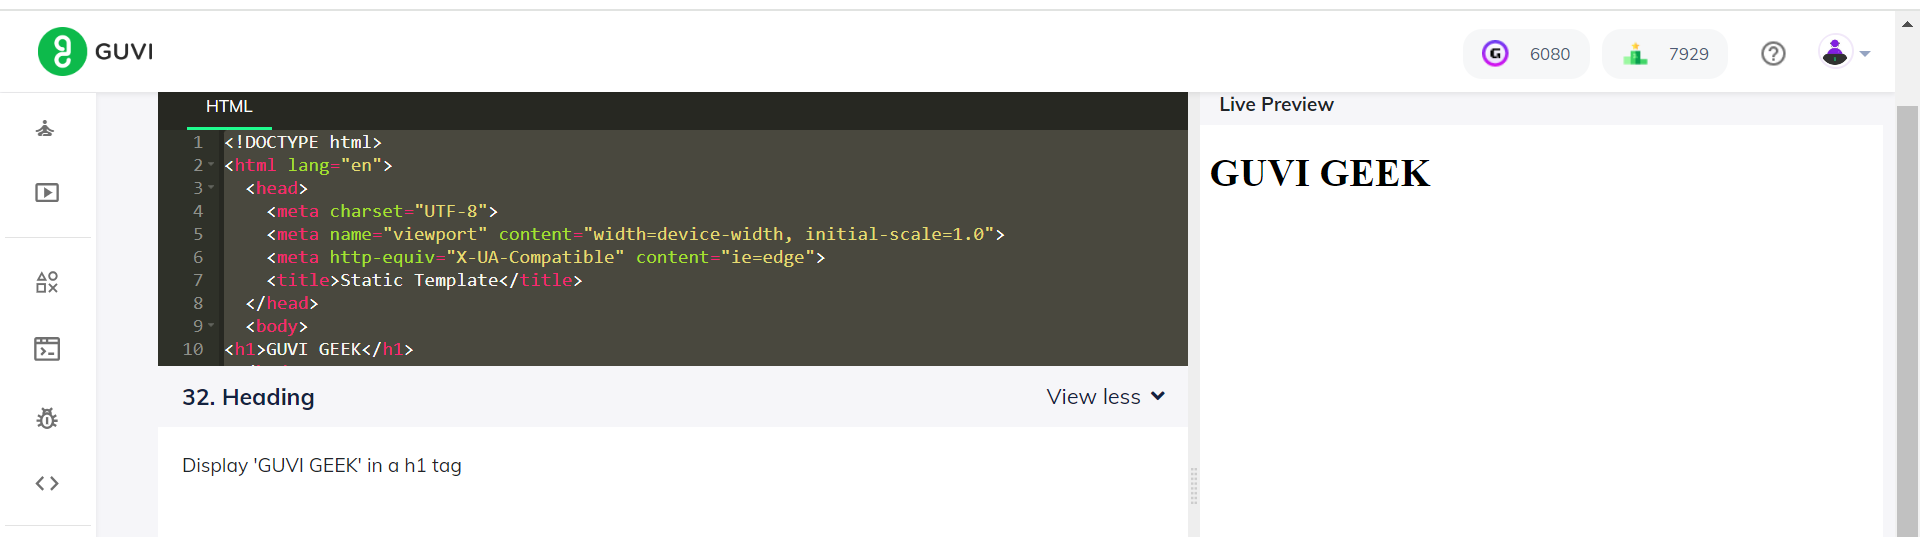 GUVI
6080
7929
HTML
Live Preview
1 <!DOCTYPE html>
2 <html lang="en">
3 <head>
4 <meta charset="UTF-8">
5 <meta name="viewport" content="width=device-width, initial-scale=1.0">
6 <meta http-equiv="X-UA-Compatible" content="ie=edge">
7 <title>Static Template</title>
8 </head>
9 <body>
10 <h1>GUVI GEEK</h1>
GUVI GEEK
32. Heading
View less
Display 'GUVI GEEK' in a h1 tag